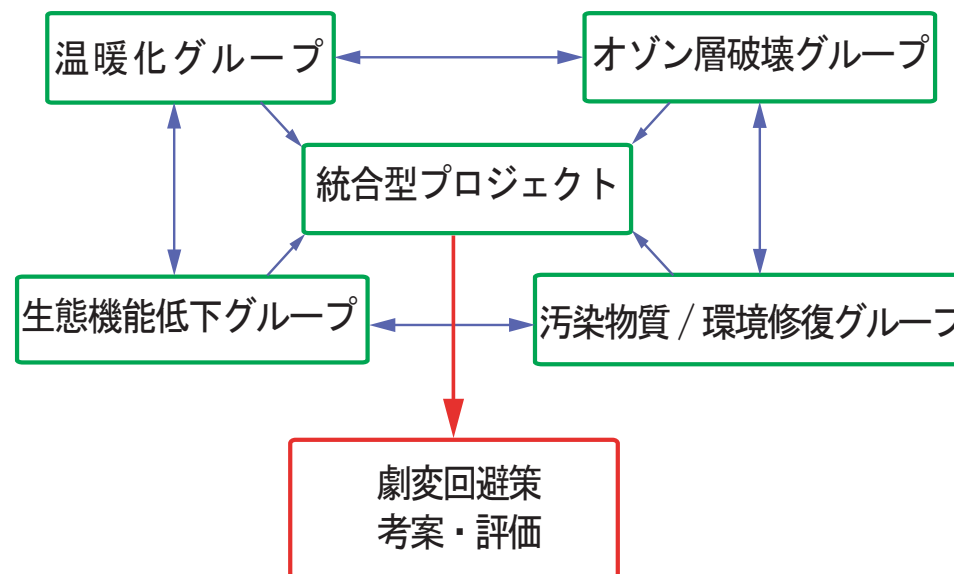 温暖化グループ
オゾン層破壊グループ
統合型プロジェクト
生態機能低下グループ
汚染物質 / 環境修復グループ
劇変回避策
考案・評価